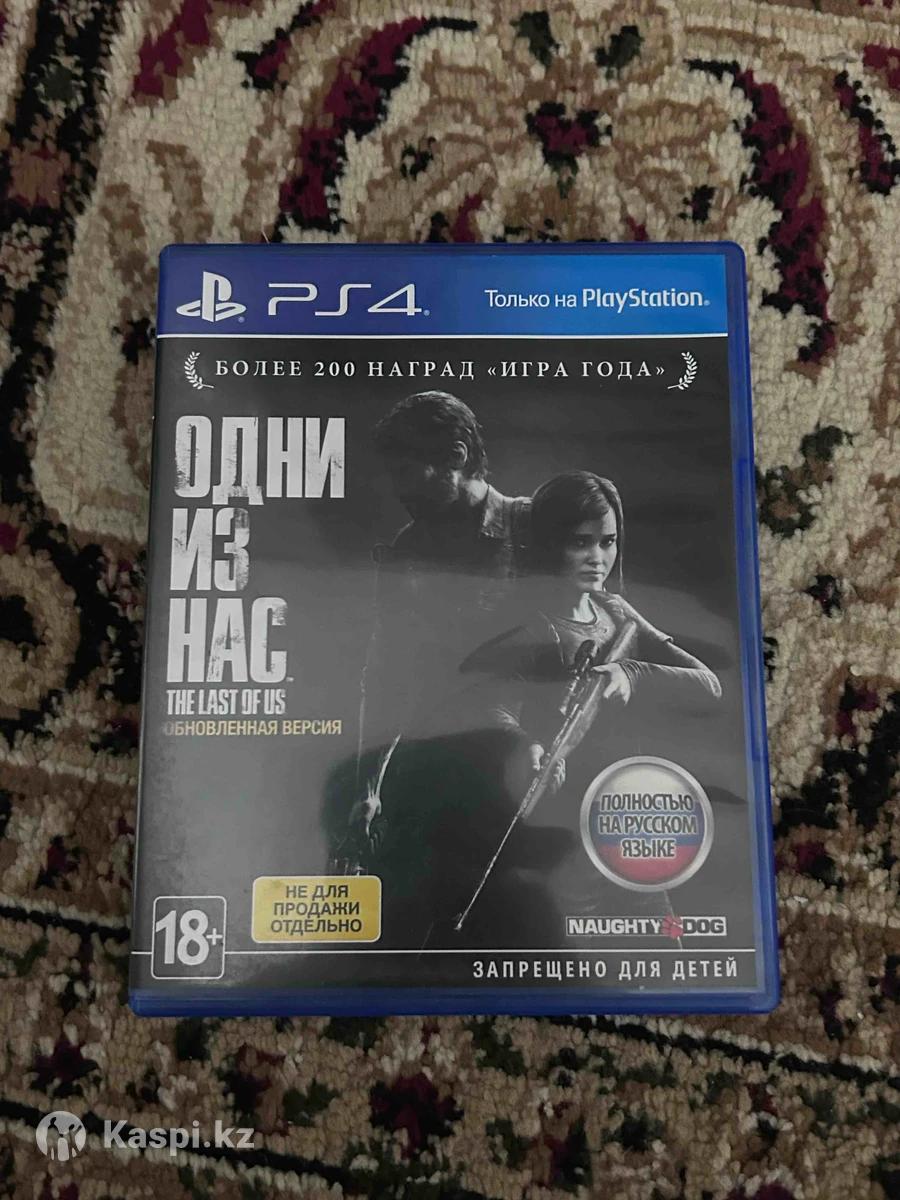 PS4
Только на PlayStation
БОЛЕЕ 200 НАГРАД «ИГРА ГОДА»
ОДНИ
ИЗ
НАС
THE LAST OF US
ОБНОВЛЕННАЯ ВЕРСИЯ
ПОЛНОСТЬЮ
НА РУССКОМ
ЯЗЫКЕ
НЕ ДЛЯ
ПРОДАЖИ
ОТДЕЛЬНО
18+
NAUGHTY DOG
ЗАПРЕЩЕНО ДЛЯ ДЕТЕЙ
Kaspi.kz